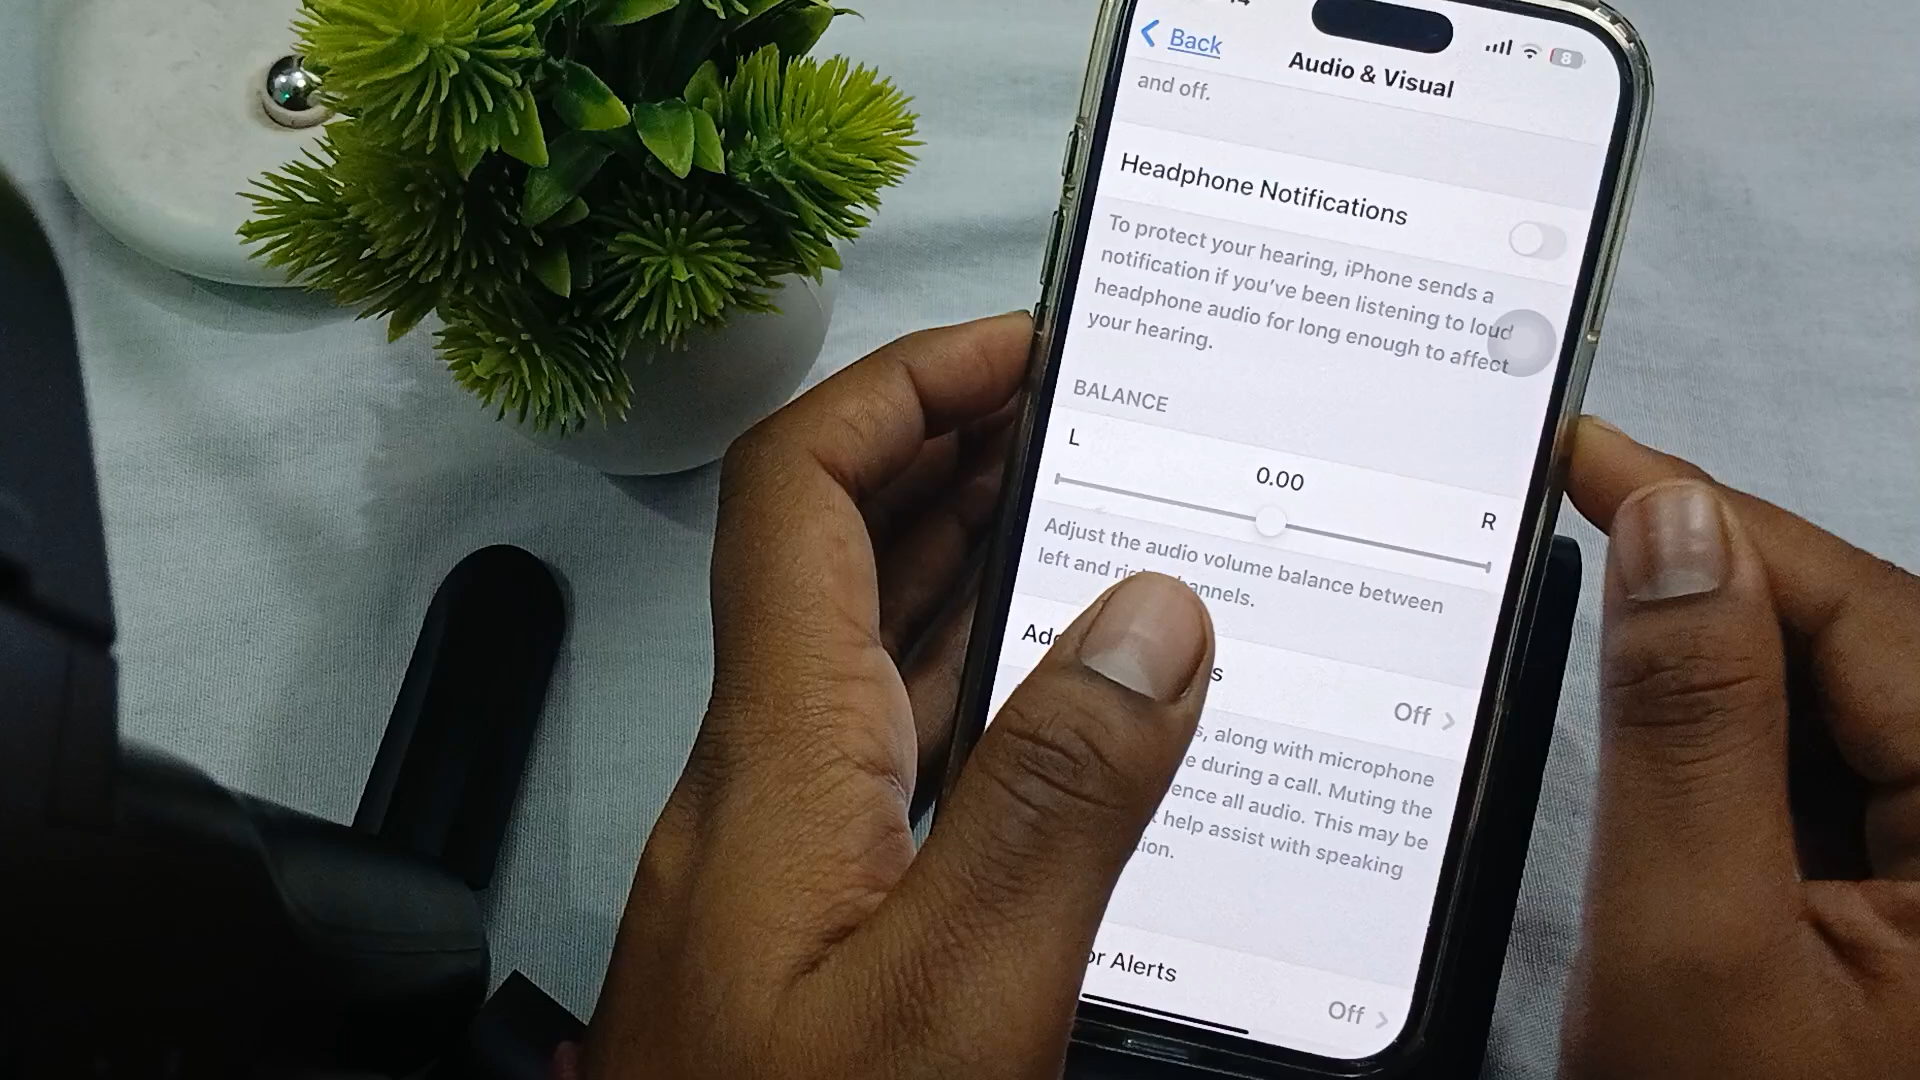 Back
8
Audio & Visual
and off.
Headphone Notifications
To protect your hearing, iPhone sends a
notification if you've been listening to loud
headphone audio for long enough to affect
your hearing.
BALANCE
L
0.00
R
Adjust the audio volume balance between
left and channels.
Off
along with microphone
during a call. Muting the
all audio. This may be
help assist with speaking
Alerts
Off